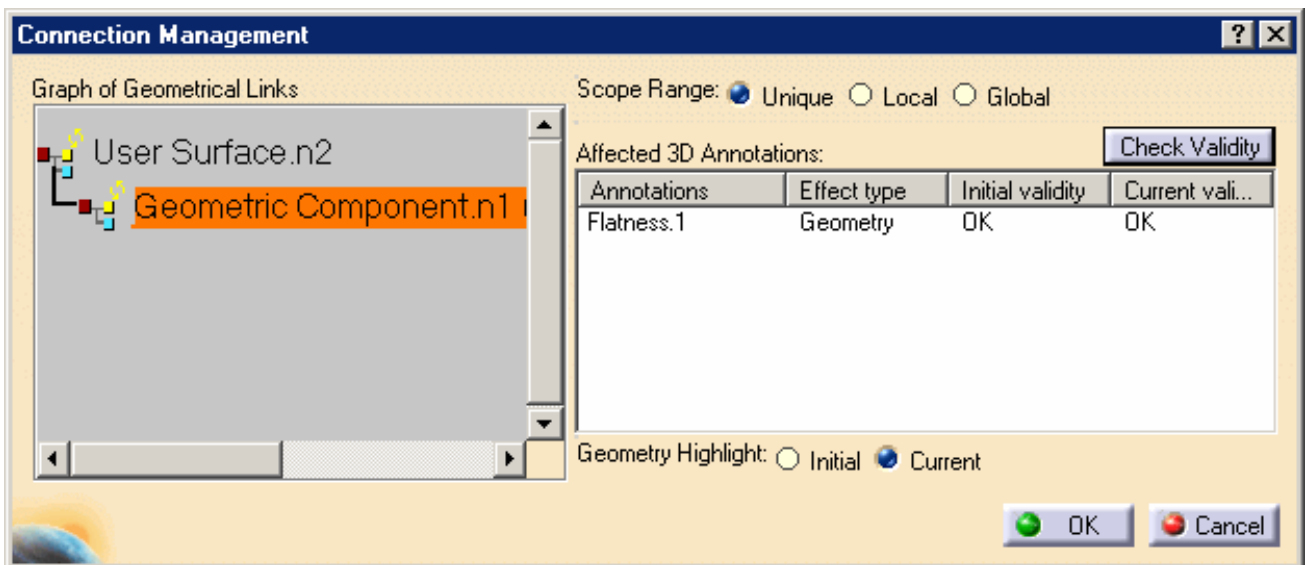 Connection Management
Graph of Geometrical Links
User Surface.n2
Geometric Component.n1
Scope Range: Unique Local Global
Affected 3D Annotations: Check Validity
Annotations Effect type Initial validity Current vali...
Flatness.1 Geometry OK OK
Geometry Highlight: Initial Current
OK Cancel